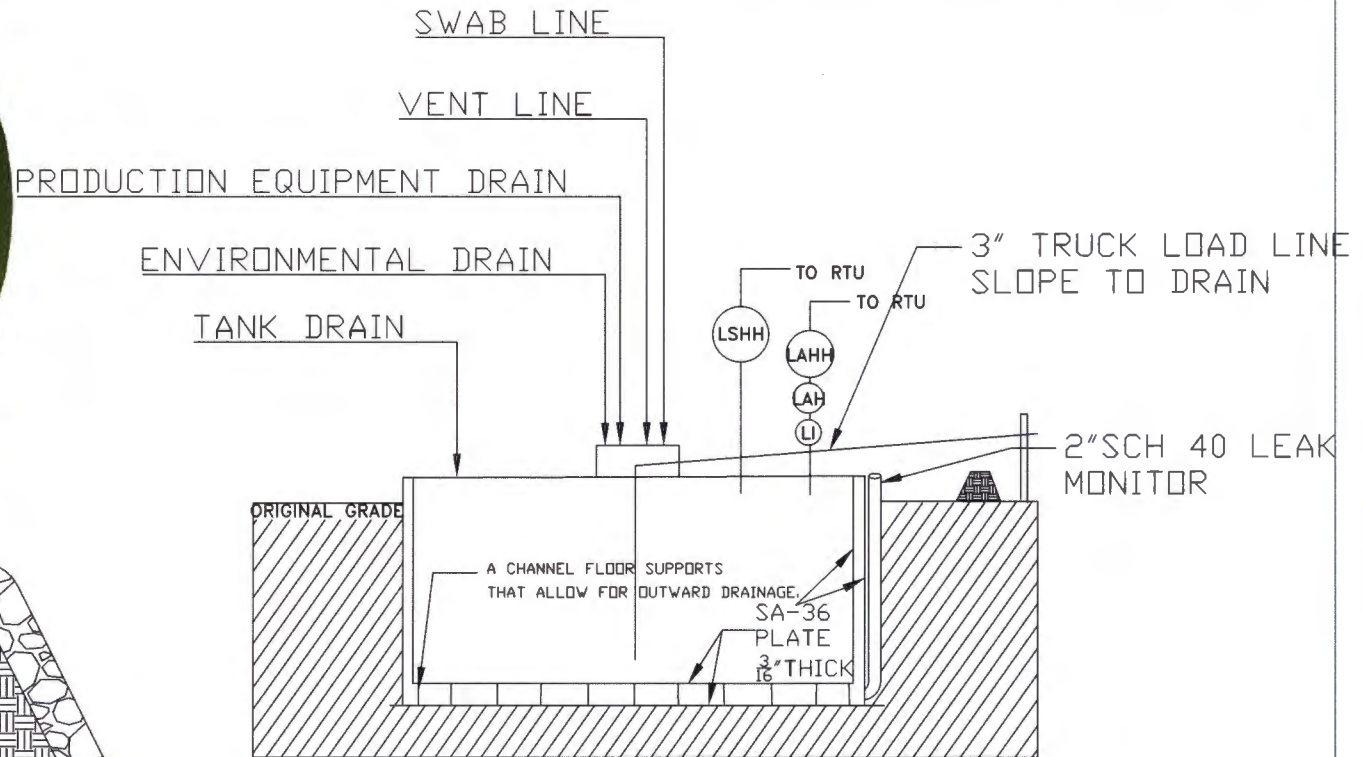 SWAB LINE
VENT LINE
PRODUCTION EQUIPMENT DRAIN
ENVIRONMENTAL DRAIN
TANK DRAIN
TO RTU
TO RTU
3" TRUCK LOAD LINE
SLOPE TO DRAIN
LSHH
LAHH
LAH
LI
2"SCH 40 LEAK
MONITOR
ORIGINAL GRADE
A CHANNEL FLOOR SUPPORTS
THAT ALLOW FOR OUTWARD DRAINAGE.
SA-36
PLATE
3/16" THICK